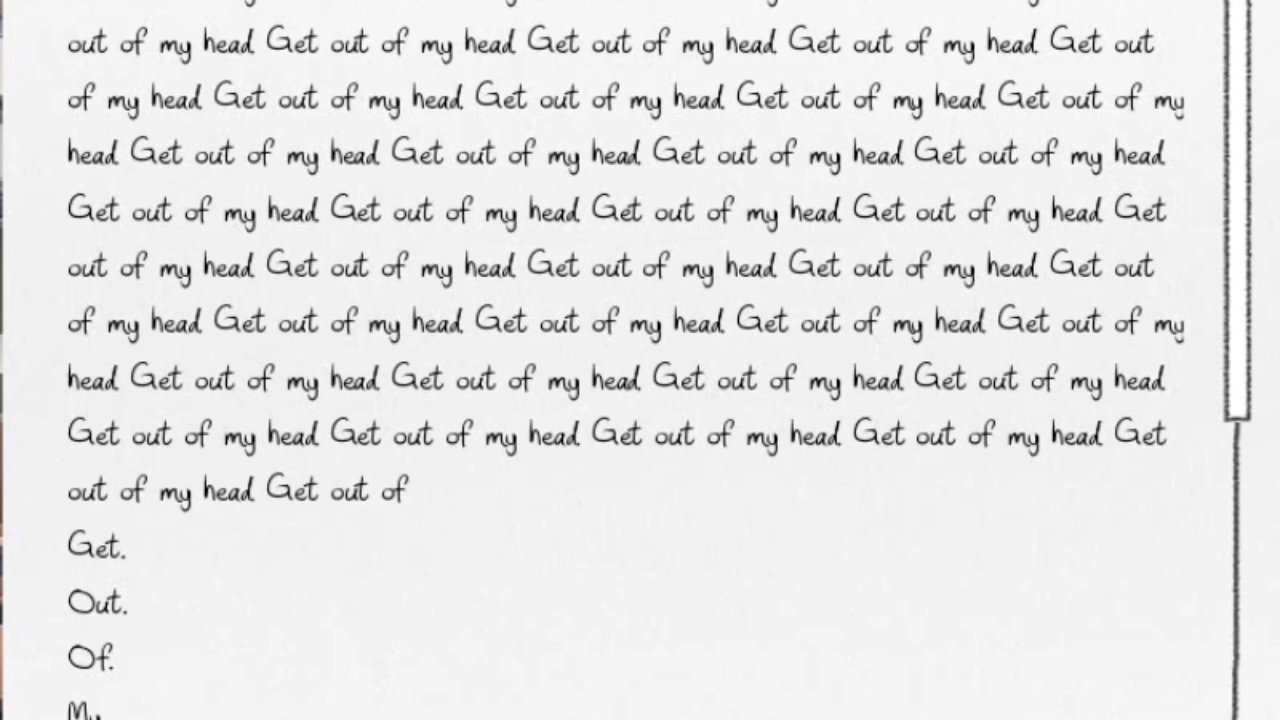 out of my head Get out of my head Get out of my head Get out of my head Get out
of my head Get out of my head Get out of my head Get out of my head Get out of my
head Get out of my head Get out of my head Get out of my head Get out of my head
Get out of my head Get out of my head Get out of my head Get out of my head Get
out of my head Get out of my head Get out of my head Get out of my head Get out
of my head Get out of my head Get out of my head Get out of my head Get out of my
head Get out of my head Get out of my head Get out of my head Get out of my head
Get out of my head Get out of my head Get out of my head Get out of my head Get
out of my head Get out of
Get.
Out.
Of.
My